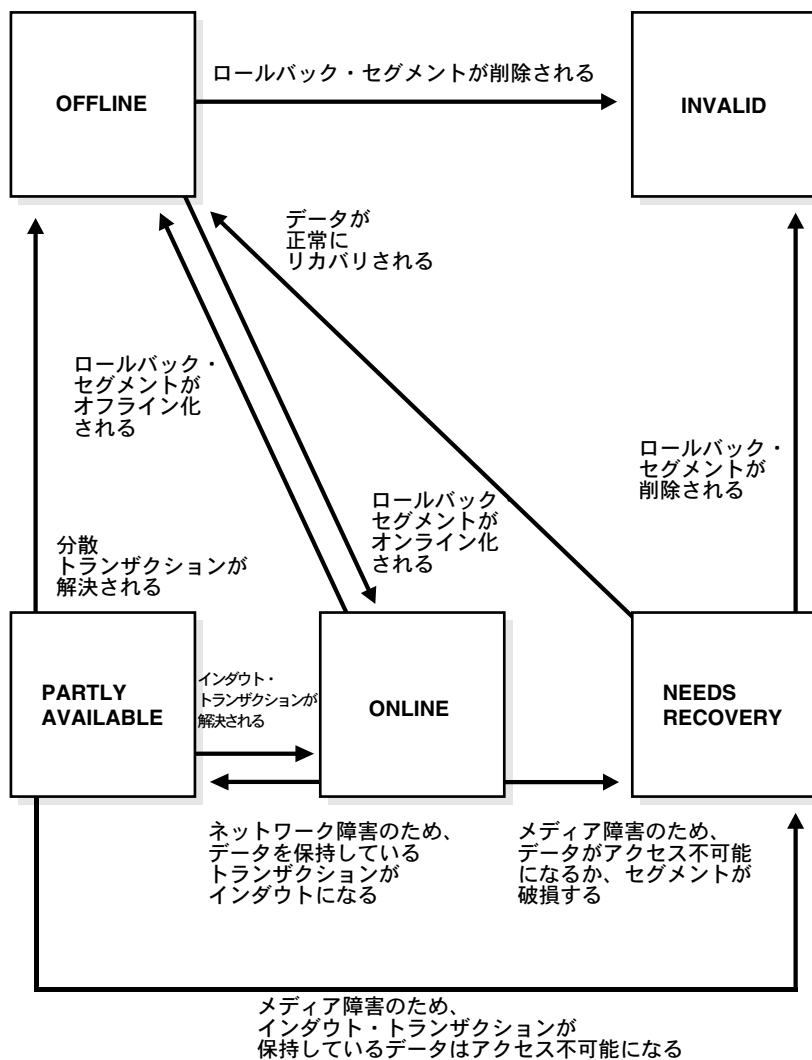 ロールバック・セグメントが削除される
OFFLINE
INVALID
データが
正常に
リカバリされる
ロールバック・
セグメントが
オフライン化
される
ロールバック・
セグメントが
削除される
ロールバック
セグメントが
オンライン化
される
分散
トランザクションが
解決される
インダウト・
トランザクションが
解決される
PARTLY
AVAILABLE
ONLINE
NEEDS
RECOVERY
ネットワーク障害のため、
データを保持している
トランザクションが
インダウトになる
メディア障害のため、
データがアクセス不可能
になるか、セグメントが
破損する
メディア障害のため、
インダウト・トランザクションが
保持しているデータはアクセス不可能になる